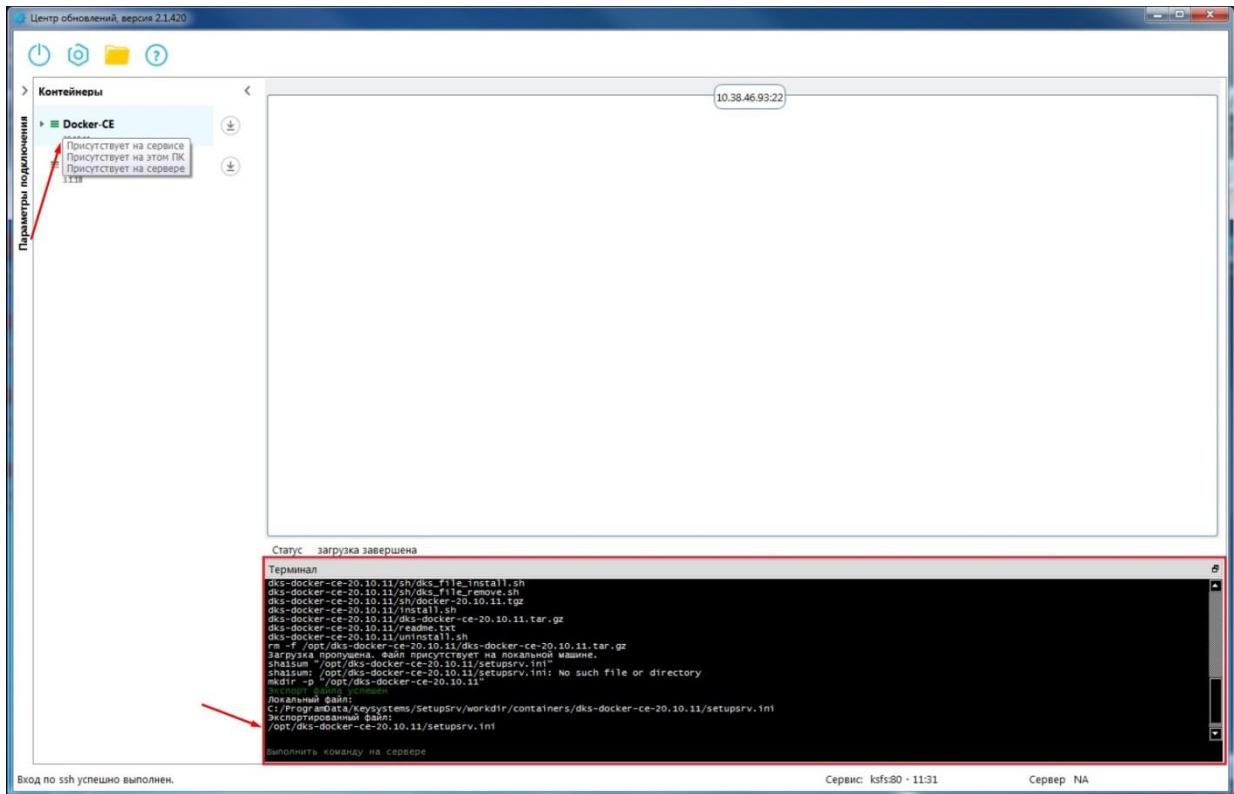 Центр обновлений, версия 2.1.420
Контейнеры
10.38.46.93:22
Параметры подключения
Docker-CE
Присутствует на сервисе
Присутствует на этом ПК
Присутствует на сервере
3.1.18
Статус загрузка завершена
Терминал
dks-docker-ce-20.10.11/sh/dks_file_install.sh
dks-docker-ce-20.10.11/sh/dks_file_remove.sh
dks-docker-ce-20.10.11/sh/docker-20.10.11.tgz
dks-docker-ce-20.10.11/install.sh
dks-docker-ce-20.10.11/dks-docker-ce-20.10.11.tar.gz
dks-docker-ce-20.10.11/readme.txt
dks-docker-ce-20.10.11/uninstall.sh
rm -f /opt/dks-docker-ce-20.10.11/dks-docker-ce-20.10.11.tar.gz
Загрузка пропущена. Файл присутствует на локальной машине.
sha1sum "/opt/dks-docker-ce-20.10.11/setupsrv.ini"
sha1sum: /opt/dks-docker-ce-20.10.11/setupsrv.ini: No such file or directory
mkdir -p "/opt/dks-docker-ce-20.10.11"
Экспорт файла успешен
Локальный файл:
C:/ProgramData/Keysystems/SetupSrv/workdir/containers/dks-docker-ce-20.10.11/setupsrv.ini
Экспортированный файл:
/opt/dks-docker-ce-20.10.11/setupsrv.ini
Выполнить команду на сервере
Вход по ssh успешно выполнен.
Сервис: ksfs:80 - 11:31
Сервер NA